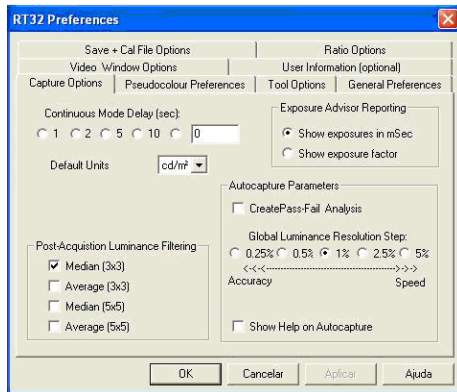 RT32 Preferences
Save + Cal File Options
Ratio Options
Video Window Options
User Information (optional)
Capture Options
Pseudocolour Preferences
Tool Options
General Preferences
Continuous Mode Delay (sec):
1 2 5 10 0
Default Units cd/m²
Exposure Advisor Reporting
Show exposures in mSec
Show exposure factor
Autocapture Parameters
CreatePass-Fail Analysis
Global Luminance Resolution Step:
0.25% 0.5% 1% 2.5% 5%
<-<-<---------------------------->->->
Accuracy Speed
Show Help on Autocapture
Post-Acquistion Luminance Filtering
Median (3x3)
Average (3x3)
Median (5x5)
Average (5x5)
OK Cancelar Aplicar Ajuda